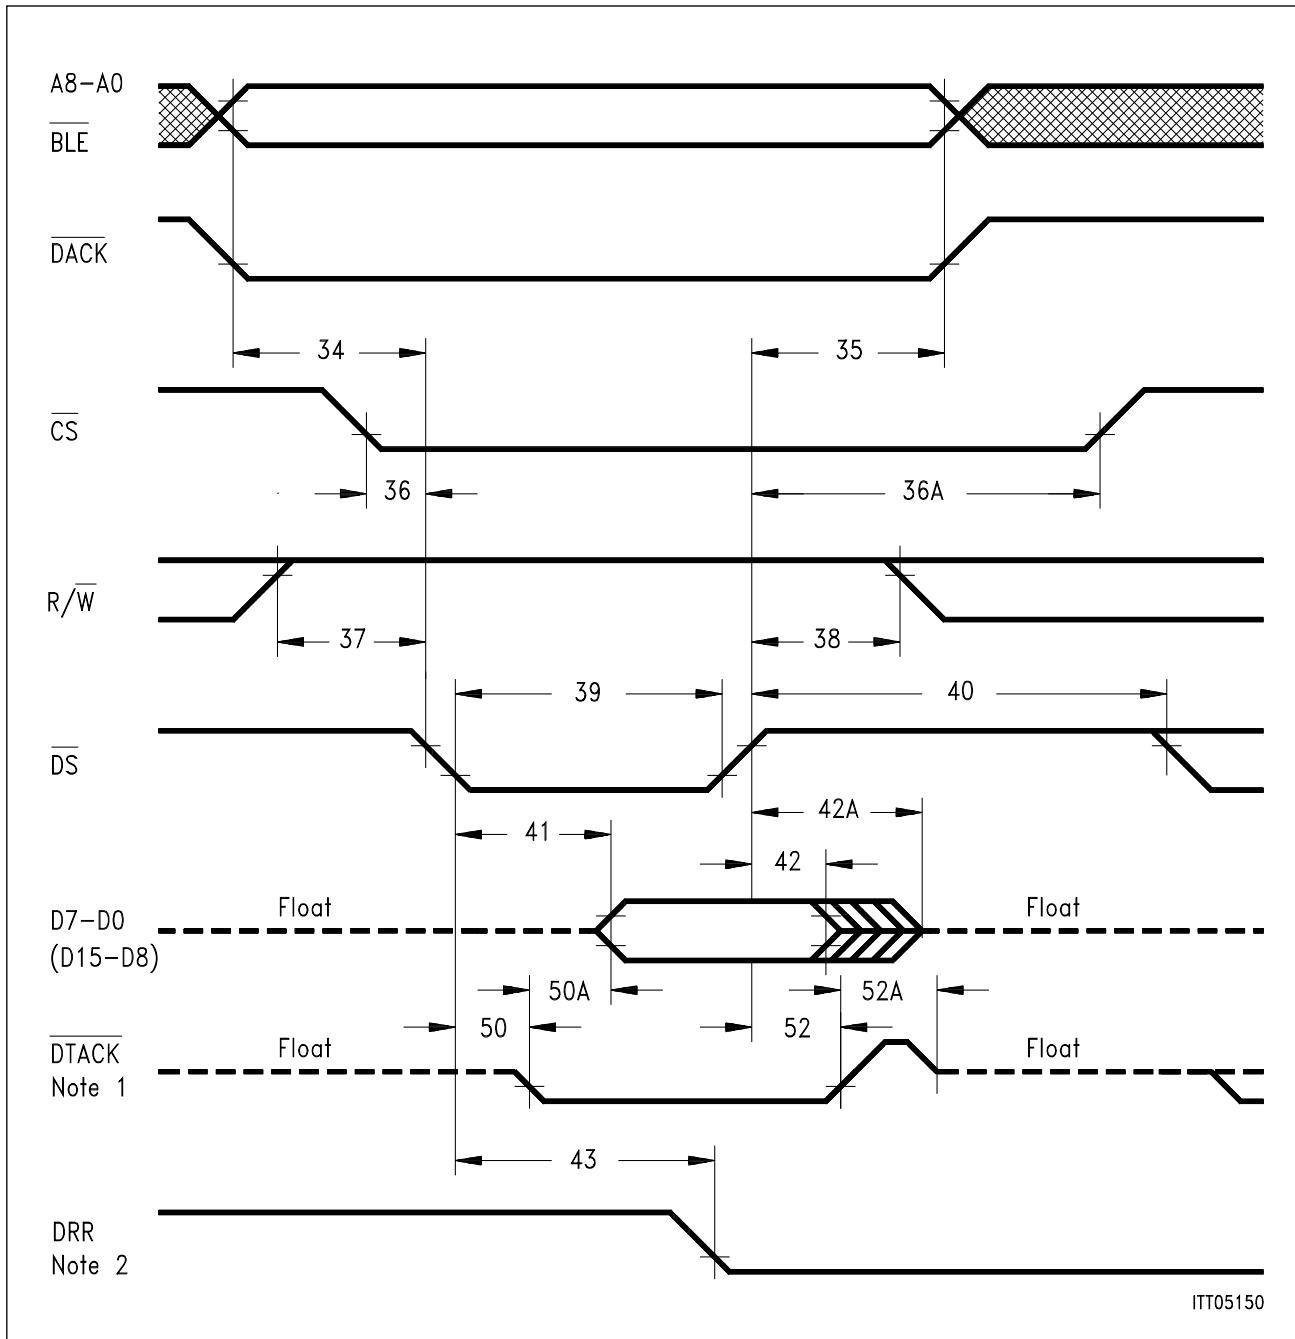 A8-A0
BLE
DACK
34
35
CS
36
36A
R/W
37
38
39
40
DS
42A
41
42
D7-D0
(D15-D8)
Float
Float
50A
52A
50
52
DTACK
Note 1
Float
Float
43
DRR
Note 2
ITT05150